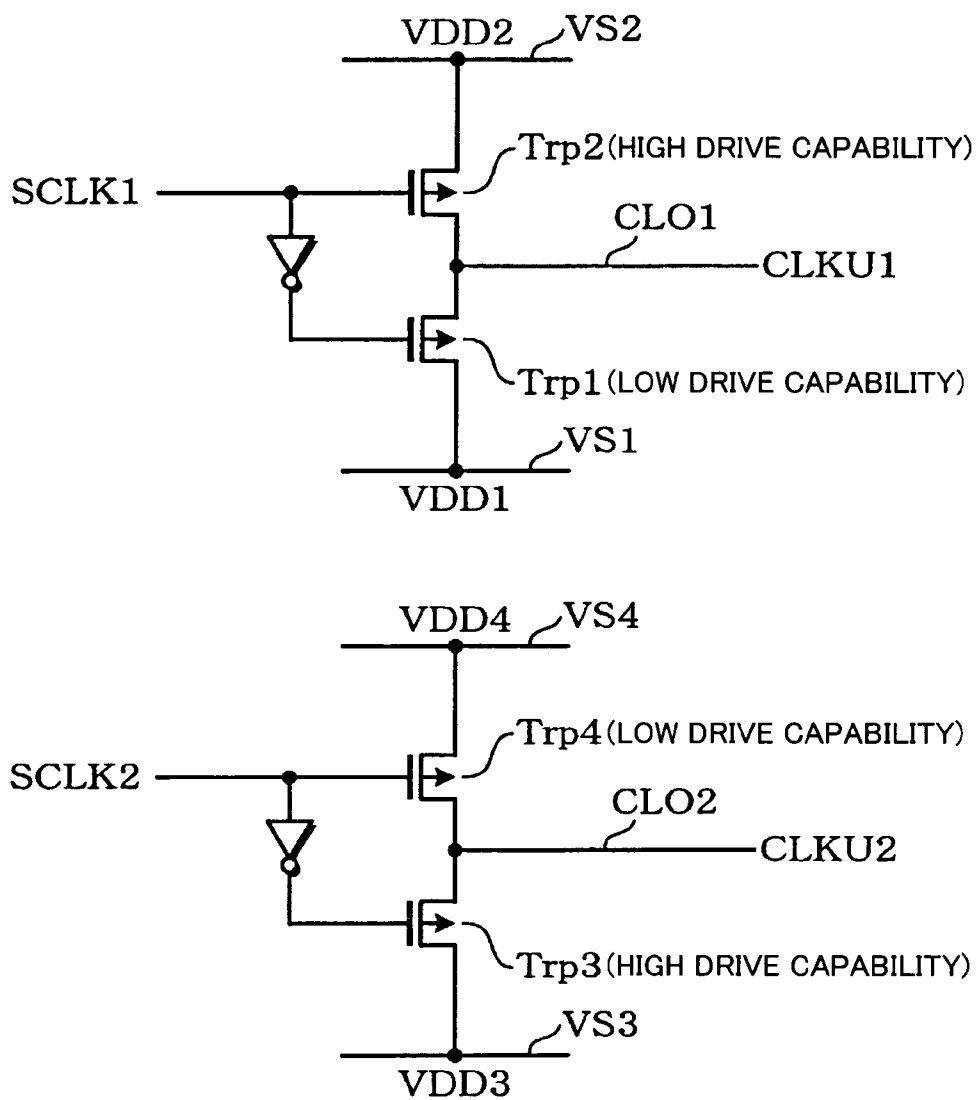 VDD2 VS2
Trp2 (HIGH DRIVE CAPABILITY)
SCLK1
CLO1
CLKU1
Trp1 (LOW DRIVE CAPABILITY)
VS1
VDD1
VDD4 VS4
Trp4 (LOW DRIVE CAPABILITY)
SCLK2
CLO2
CLKU2
Trp3 (HIGH DRIVE CAPABILITY)
VS3
VDD3